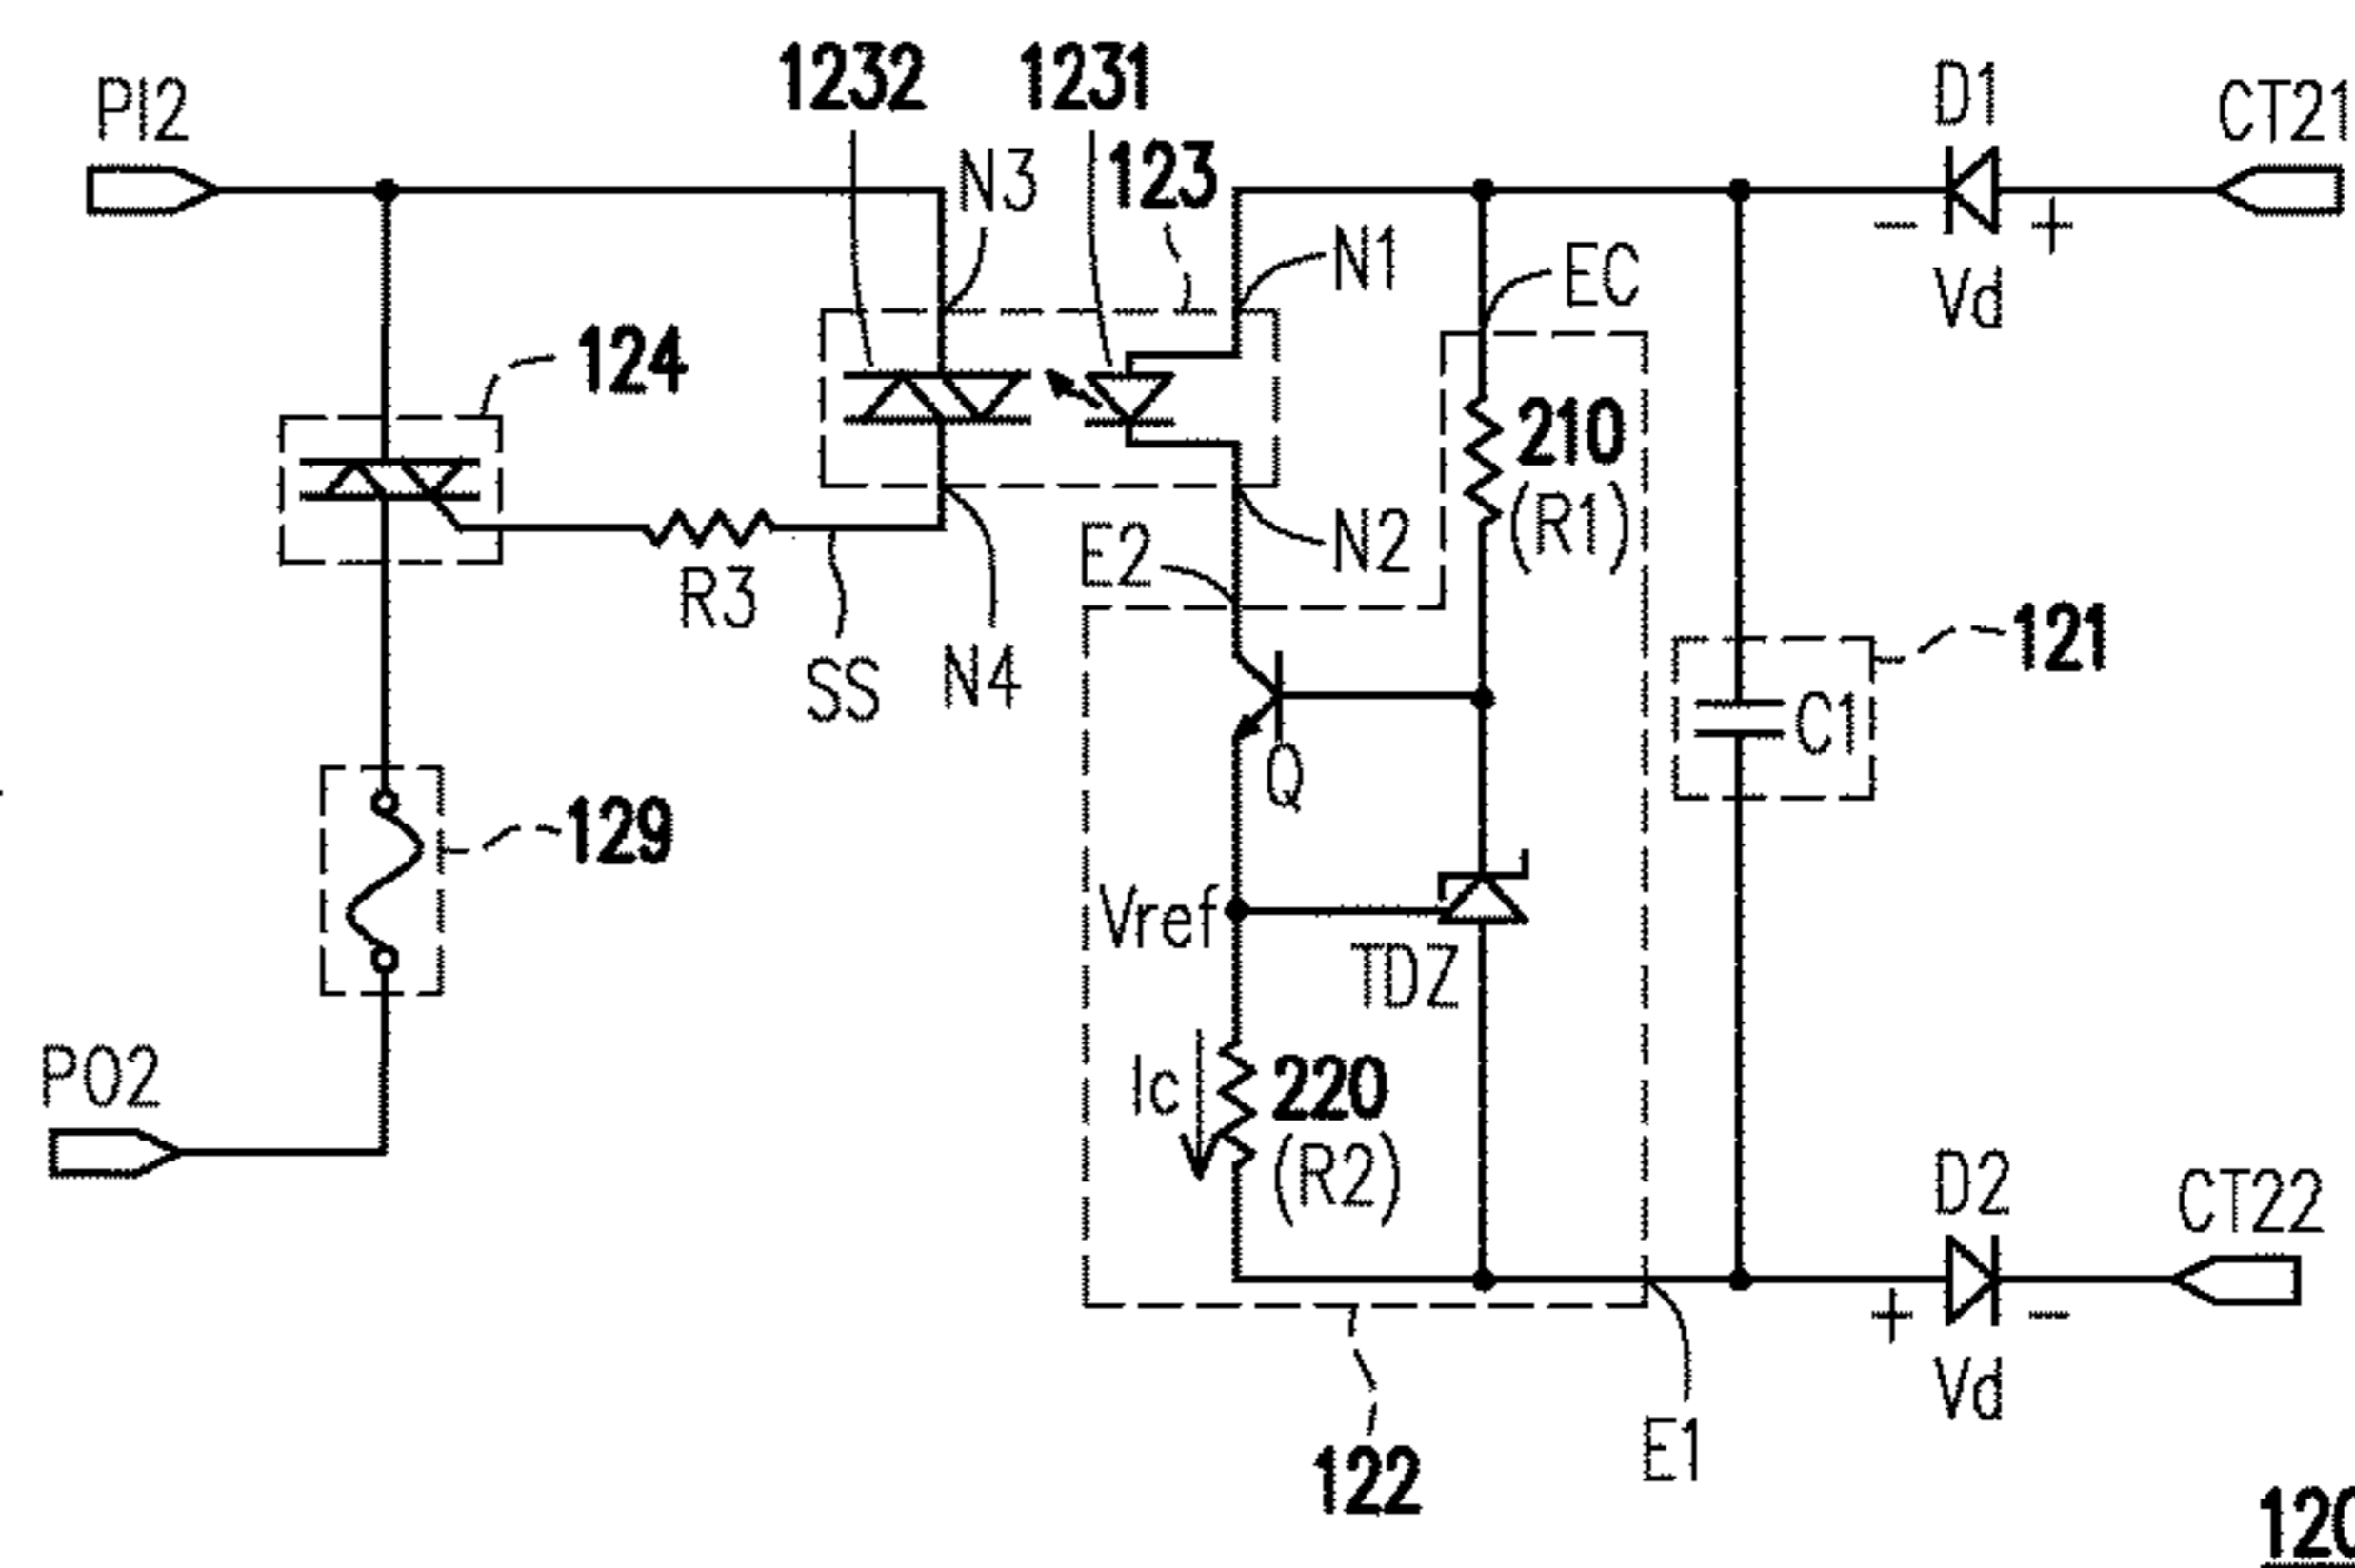 1232
1231
D1
CT21
PI2
N3
123
N1
EC
- +
Vd
124
210
(R1)
E2
N2
R3
121
SS
N4
C1
Q
129
Vref
TDZ
PO2
Ic
220
(R2)
D2
CT22
+ -
Vd
E1
122
120